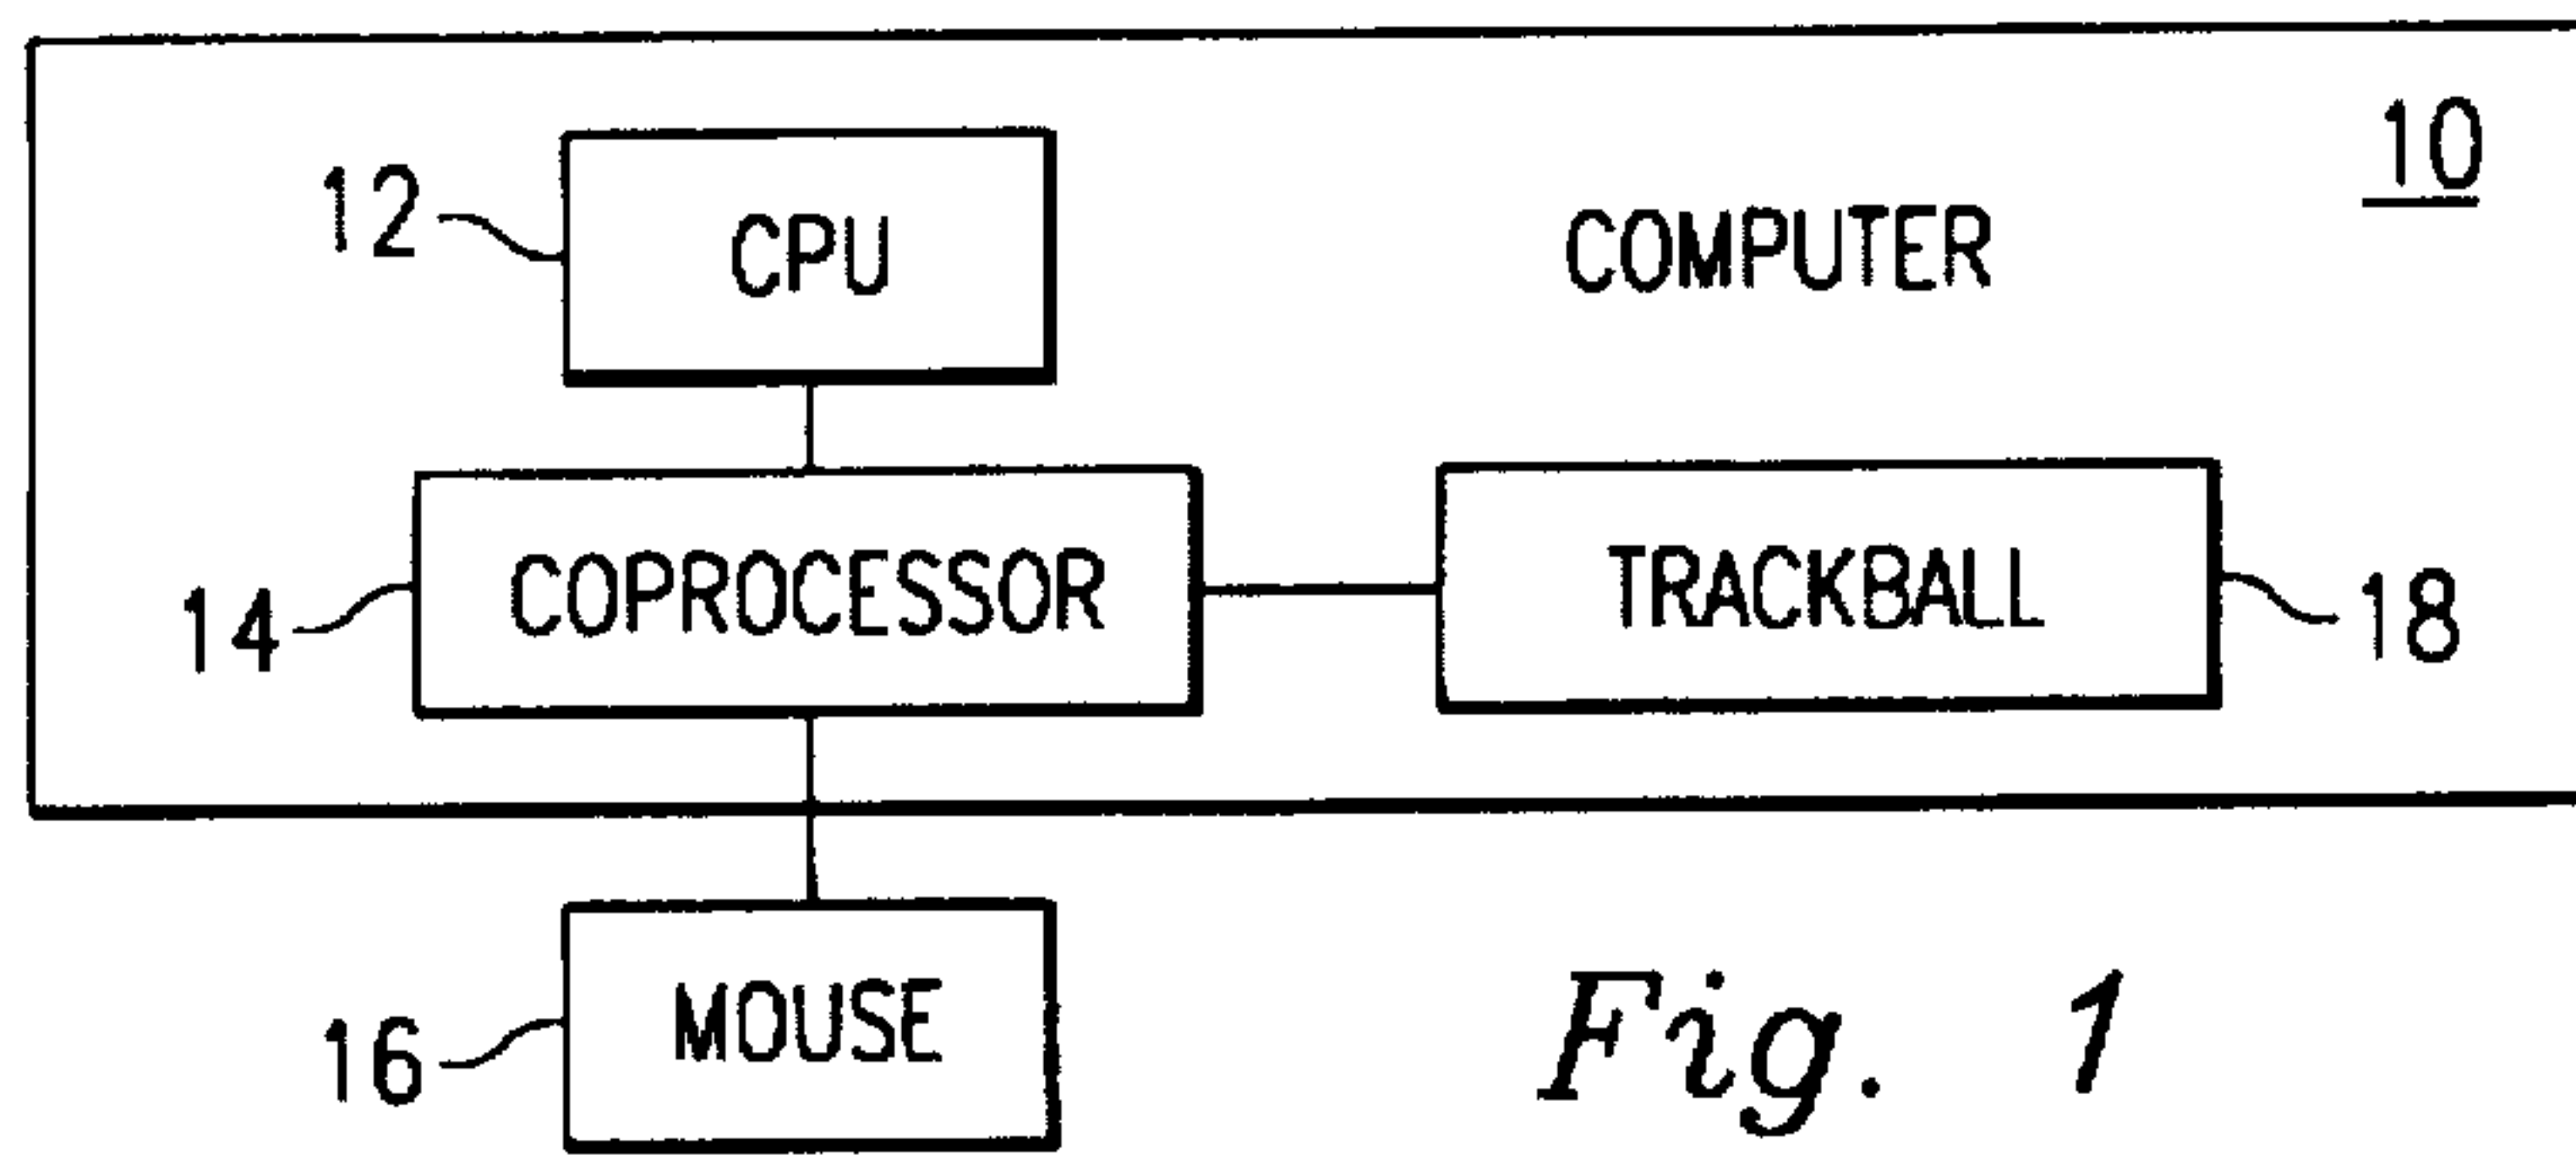 10
12
CPU
COMPUTER
14
COPROCESSOR
TRACKBALL
18
16
MOUSE
Fig. 1